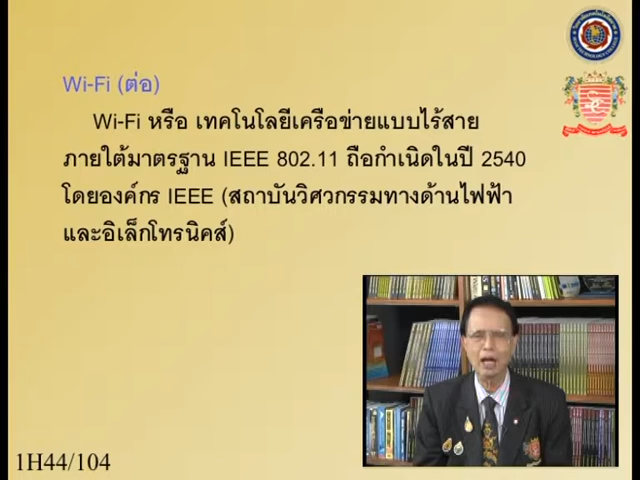 Wi-Fi (ต่อ)
Wi-Fi หรือ เทคโนโลยีเครือข่ายแบบไร้สาย
ภายใต้มาตรฐาน IEEE 802.11 ถือกำเนิดในปี 2540
โดยองค์กร IEEE (สถาบันวิศวกรรมทางด้านไฟฟ้า
และอิเล็กโทรนิคส์)
1H44/104